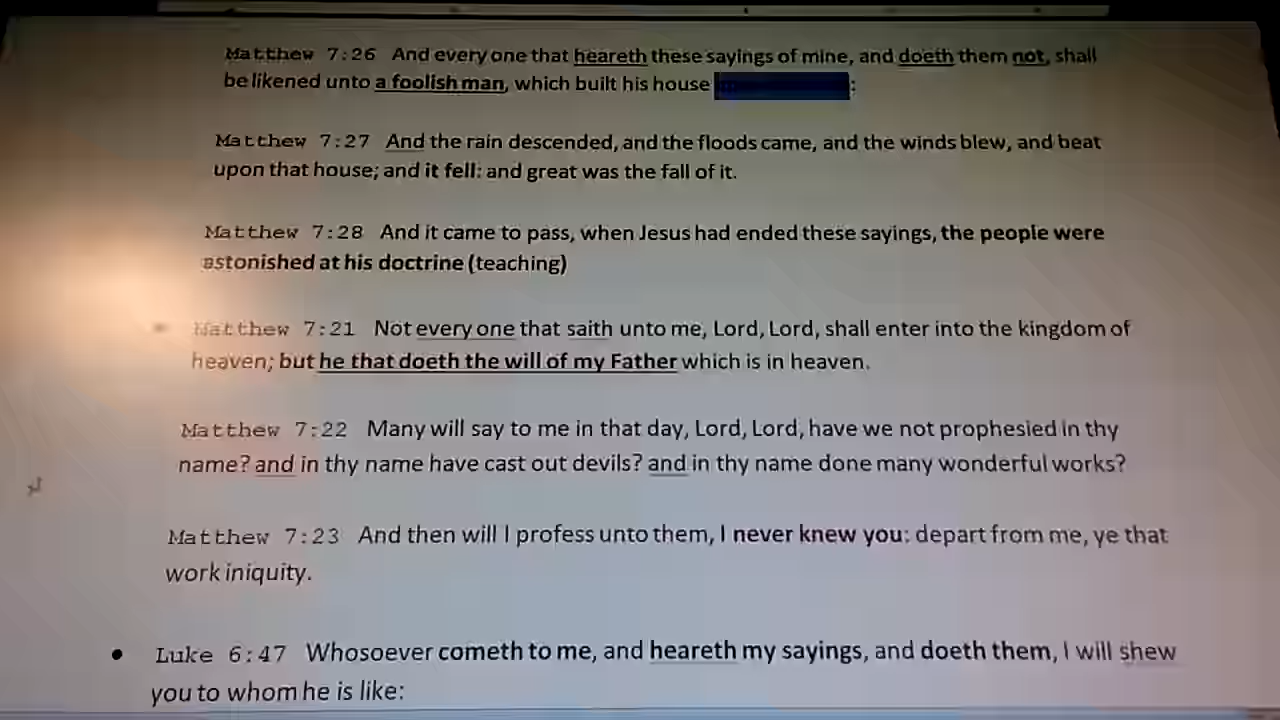 Matthew 7:26 And every one that heareth these sayings of mine, and doeth them not, shall
be likened unto a foolish man, which built his house :
Matthew 7:27 And the rain descended, and the floods came, and the winds blew, and beat
upon that house; and it fell: and great was the fall of it.
Matthew 7:28 And it came to pass, when Jesus had ended these sayings, the people were
astonished at his doctrine (teaching)
Matthew 7:21 Not every one that saith unto me, Lord, Lord, shall enter into the kingdom of
heaven; but he that doeth the will of my Father which is in heaven.
Matthew 7:22 Many will say to me in that day, Lord, Lord, have we not prophesied in thy
name? and in thy name have cast out devils? and in thy name done many wonderful works?
Matthew 7:23 And then will I profess unto them, I never knew you: depart from me, ye that
work iniquity.
• Luke 6:47 Whosoever cometh to me, and heareth my sayings, and doeth them, I will shew
you to whom he is like: